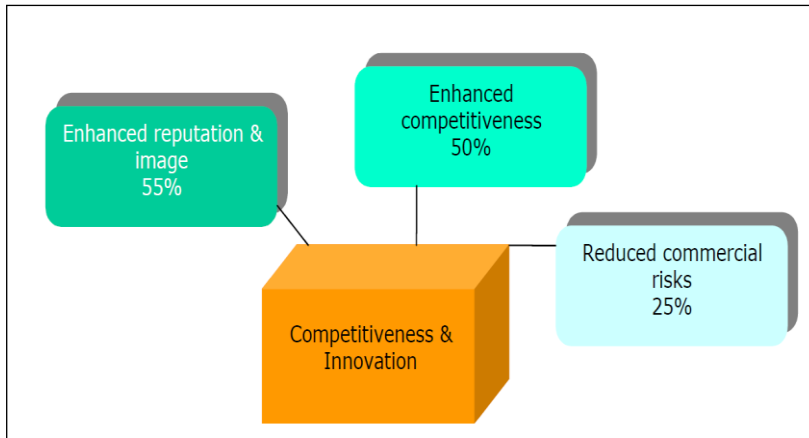 Enhanced
competitiveness
50%
Enhanced reputation &
image
55%
Reduced commercial
risks
25%
Competitiveness &
Innovation